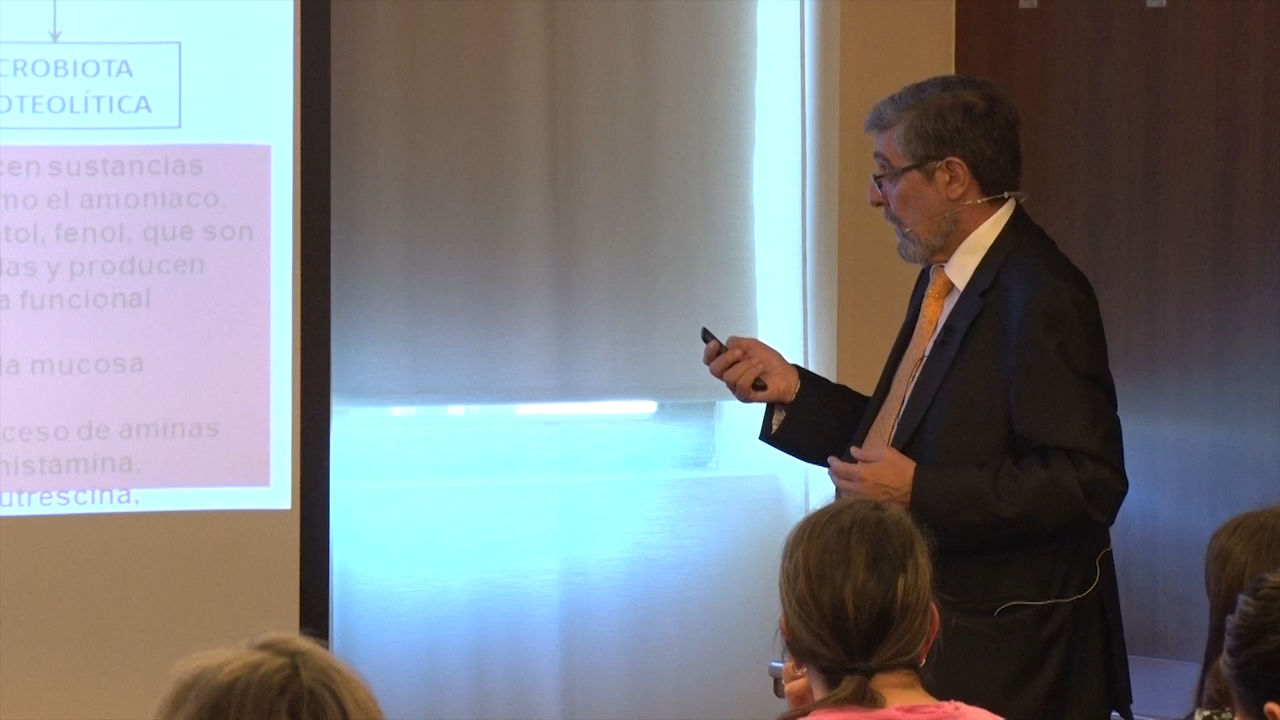 CROBIOTA
OTEOLÍTICA
cen sustancias
mo el amoniaco,
tol, fenol, que son
las y producen
a funcional
la mucosa
ceso de aminas
histamina,
utrescina,